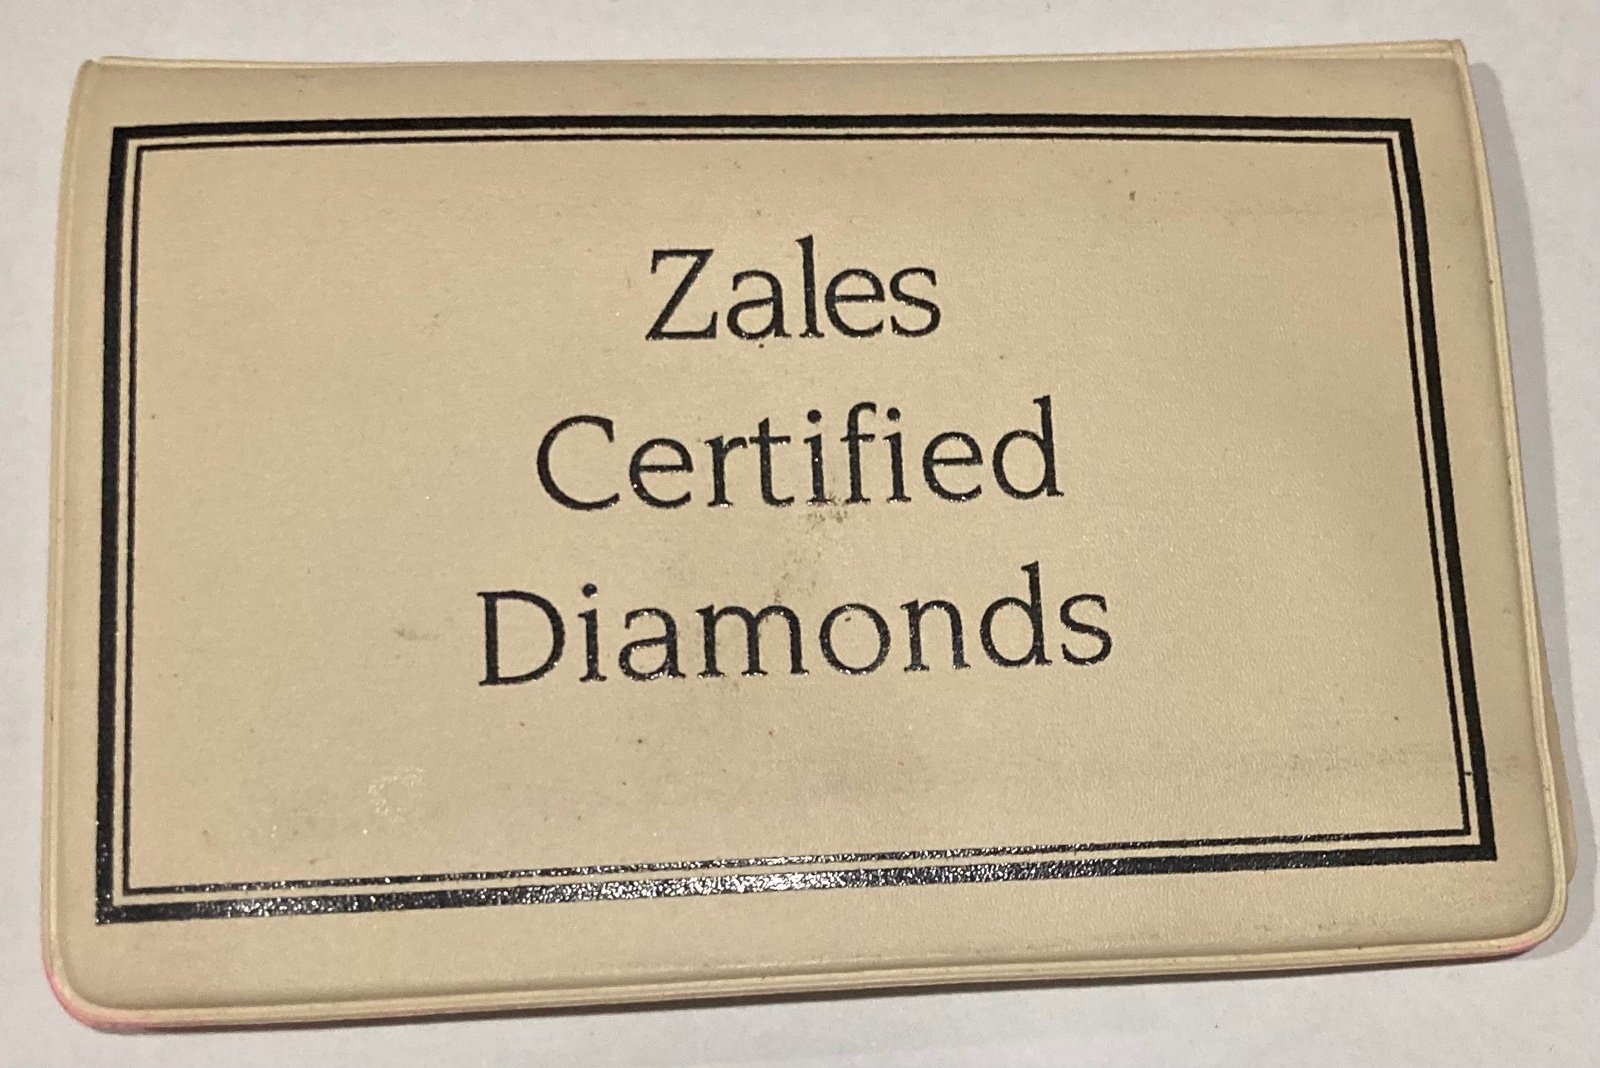 Zales
Certified
Diamonds